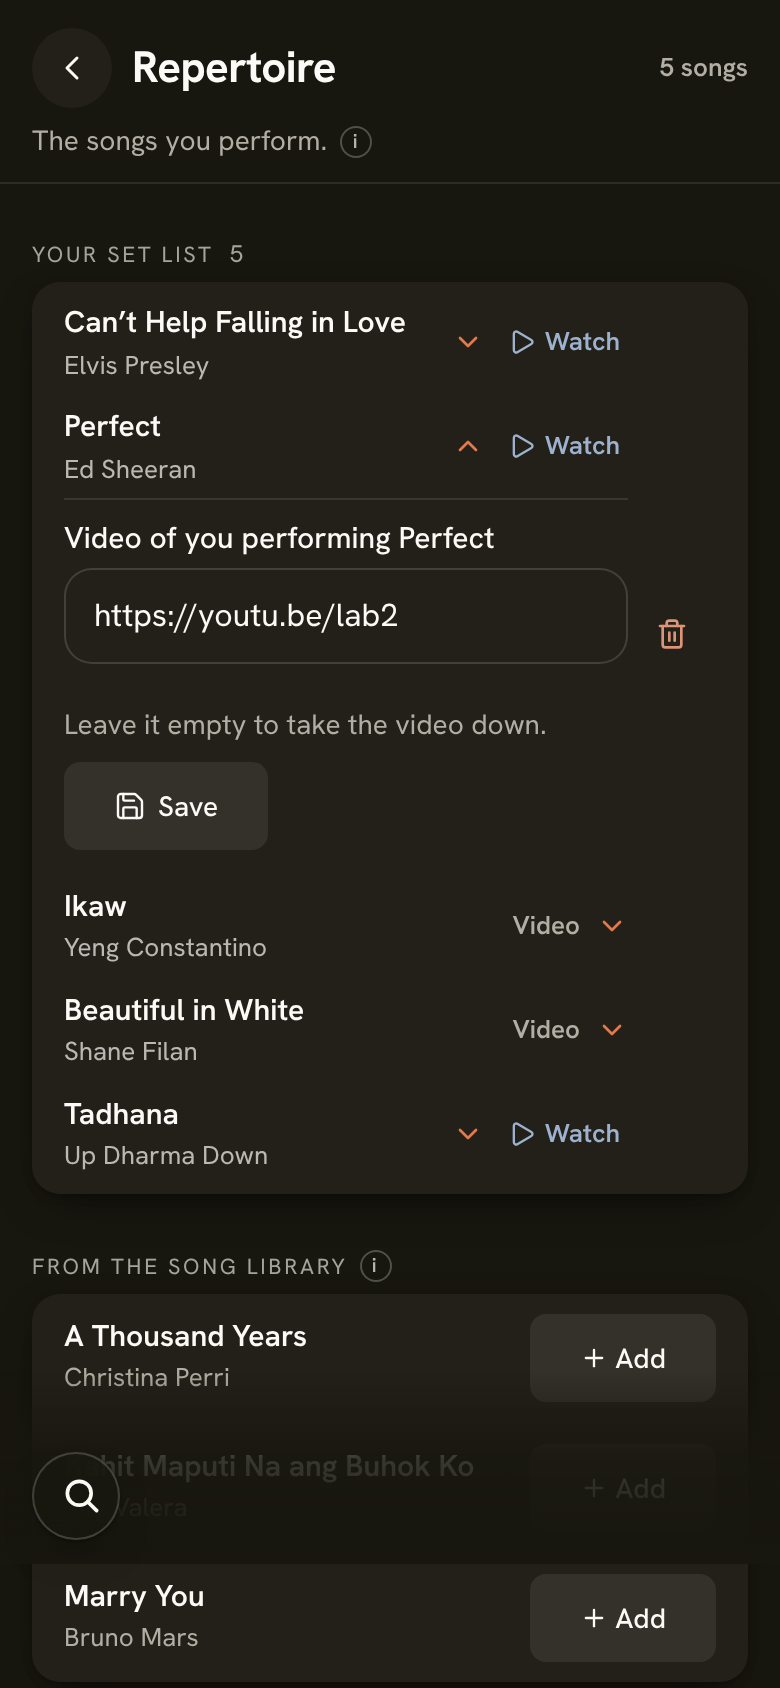 Repertoire
5 songs
The songs you perform.
YOUR SET LIST 5
Can’t Help Falling in Love
Watch
Elvis Presley
Perfect
Watch
Ed Sheeran
Video of you performing Perfect
https://youtu.be/lab2
Leave it empty to take the video down.
Save
Ikaw
Video
Yeng Constantino
Beautiful in White
Video
Shane Filan
Tadhana
Watch
Up Dharma Down
FROM THE SONG LIBRARY
A Thousand Years
+ Add
Christina Perri
Maputi Na ang Buhok Ko
+ Add
Valera
Marry You
+ Add
Bruno Mars